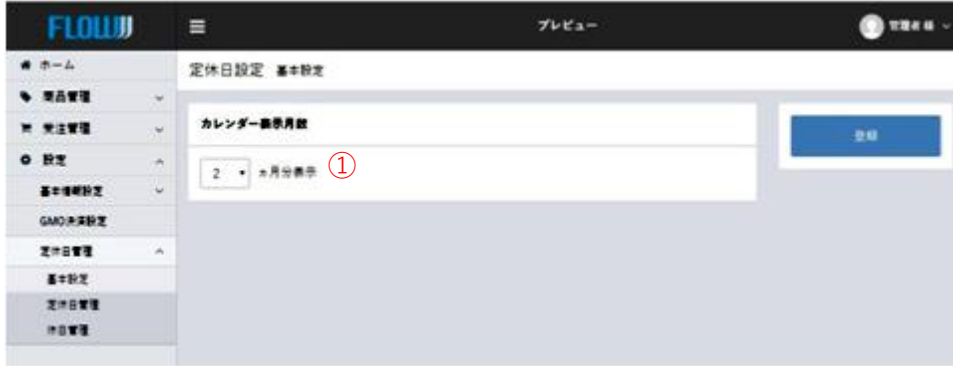 FLOW
プレビュー
管理者 様
ホーム
商品管理
受注管理
設定
基本情報設定
GMO決済設定
定休日管理
基本設定
定休日管理
休日管理
定休日設定 基本設定
カレンダー表示月数
2 ヵ月分表示 ①
登録